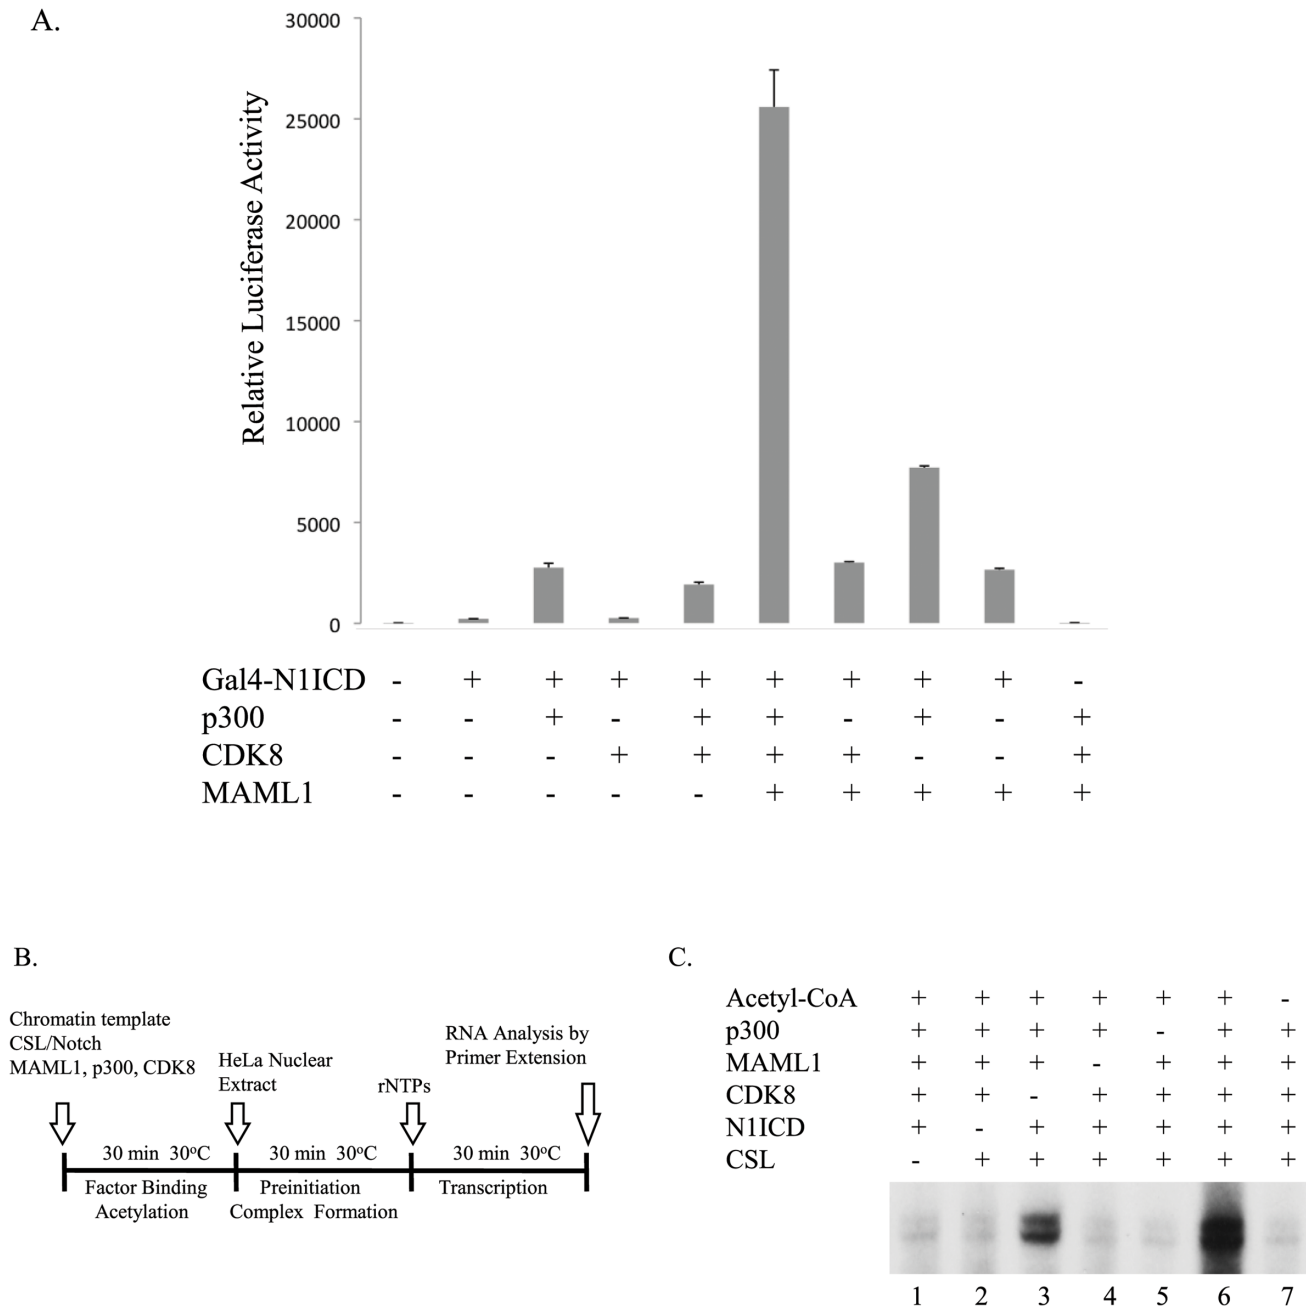 A.
30000
25000
20000
15000
10000
5000
0
Relative Luciferase Activity
Gal4-N1ICD - + + + + + + + + -
p300 - - + - + + - + - +
CDK8 - - - + + + + - - +
MAML1 - - - - - + + + + +
B.
Chromatin template
CSL/Notch
MAML1, p300, CDK8
HeLa Nuclear
Extract
rNTPs
RNA Analysis by
Primer Extension
30 min 30°C 30 min 30°C 30 min 30°C
Factor Binding
Acetylation
Preinitiation
Complex Formation
Transcription
C.
Acetyl-CoA + + + + + + -
p300 + + + + - + +
MAML1 + + + - + + +
CDK8 + + - + + + +
N1ICD + - + + + + +
CSL - + + + + + +
1 2 3 4 5 6 7